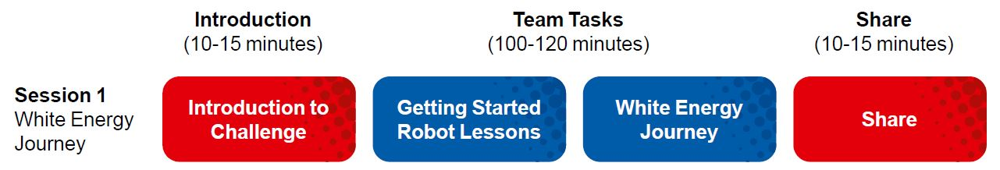 Introduction
(10-15 minutes)
Team Tasks
(100-120 minutes)
Share
(10-15 minutes)
Session 1
White Energy
Journey
Introduction to
Challenge
Getting Started
Robot Lessons
White Energy
Journey
Share